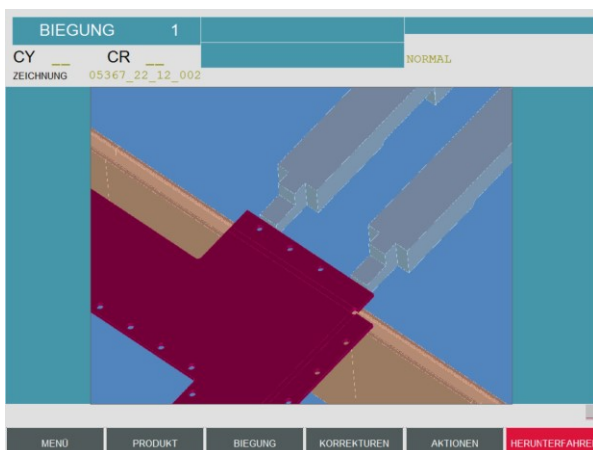 BIEGUNG 1
CY __ CR __
NORMAL
ZEICHNUNG 05367_22_12_002
MENÜ PRODUKT BIEGUNG KORREKTUREN AKTIONEN HERUNTERFAHREN